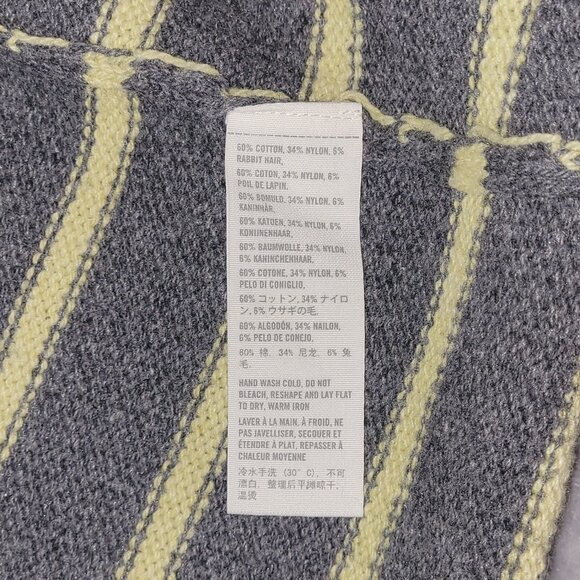 60% COTTON, 34% NYLON, 6%
RABBIT HAIR,
60% COTON, 34% NYLON, 6%
POIL DE LAPIN.
60% BOMULD, 34% NYLON, 6%
KANINHÅR.
60% KATOEN, 34% NYLON, 6%
KONIJNENHAAR,
60% BAUMWOLLE, 34% NYLON,
6% KANINCHENHAAR.
60% COTONE, 34% NYLON, 6%
PELO DI CONIGLIO.
60% コットン, 34% ナイロ
ン, 6% ウサギの毛.
60% ALGODÓN, 34% NAILON,
6% PELO DE CONEJO.
60% 棉, 34% 尼龙, 6% 兔
毛.
HAND WASH COLD, DO NOT
BLEACH, RESHAPE AND LAY FLAT
TO DRY, WARM IRON
LAVER À LA MAIN, À FROID, NE
PAS JAVELLISER, SECOUER ET
ÉTENDRE À PLAT, REPASSER À
CHALEUR MOYENNE
冷水手洗 (30°C), 不可
漂白, 整理后平摊晾干,
温烫